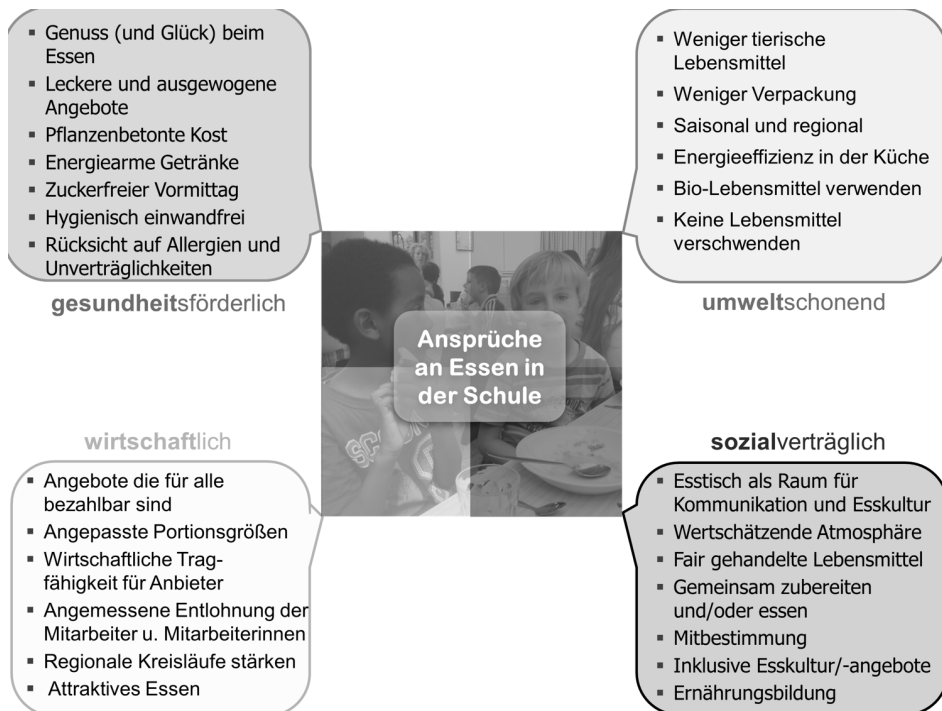 ▪ Genuss (und Glück) beim
Essen
▪ Leckere und ausgewogene
Angebote
▪ Pflanzenbetonte Kost
▪ Energiearme Getränke
▪ Zuckerfreier Vormittag
▪ Hygienisch einwandfrei
▪ Rücksicht auf Allergien und
Unverträglichkeiten
gesundheitsförderlich
▪ Weniger tierische
Lebensmittel
▪ Weniger Verpackung
▪ Saisonal und regional
▪ Energieeffizienz in der Küche
▪ Bio-Lebensmittel verwenden
▪ Keine Lebensmittel
verschwenden
umweltschonend
Ansprüche
an Essen in
der Schule
wirtschaftlich
▪ Angebote die für alle
bezahlbar sind
▪ Angepasste Portionsgrößen
▪ Wirtschaftliche Trag-
fähigkeit für Anbieter
▪ Angemessene Entlohnung der
Mitarbeiter u. Mitarbeiterinnen
▪ Regionale Kreisläufe stärken
▪ Attraktives Essen
sozialverträglich
▪ Esstisch als Raum für
Kommunikation und Esskultur
▪ Wertschätzende Atmosphäre
▪ Fair gehandelte Lebensmittel
▪ Gemeinsam zubereiten
und/oder essen
▪ Mitbestimmung
▪ Inklusive Esskultur/-angebote
▪ Ernährungsbildung